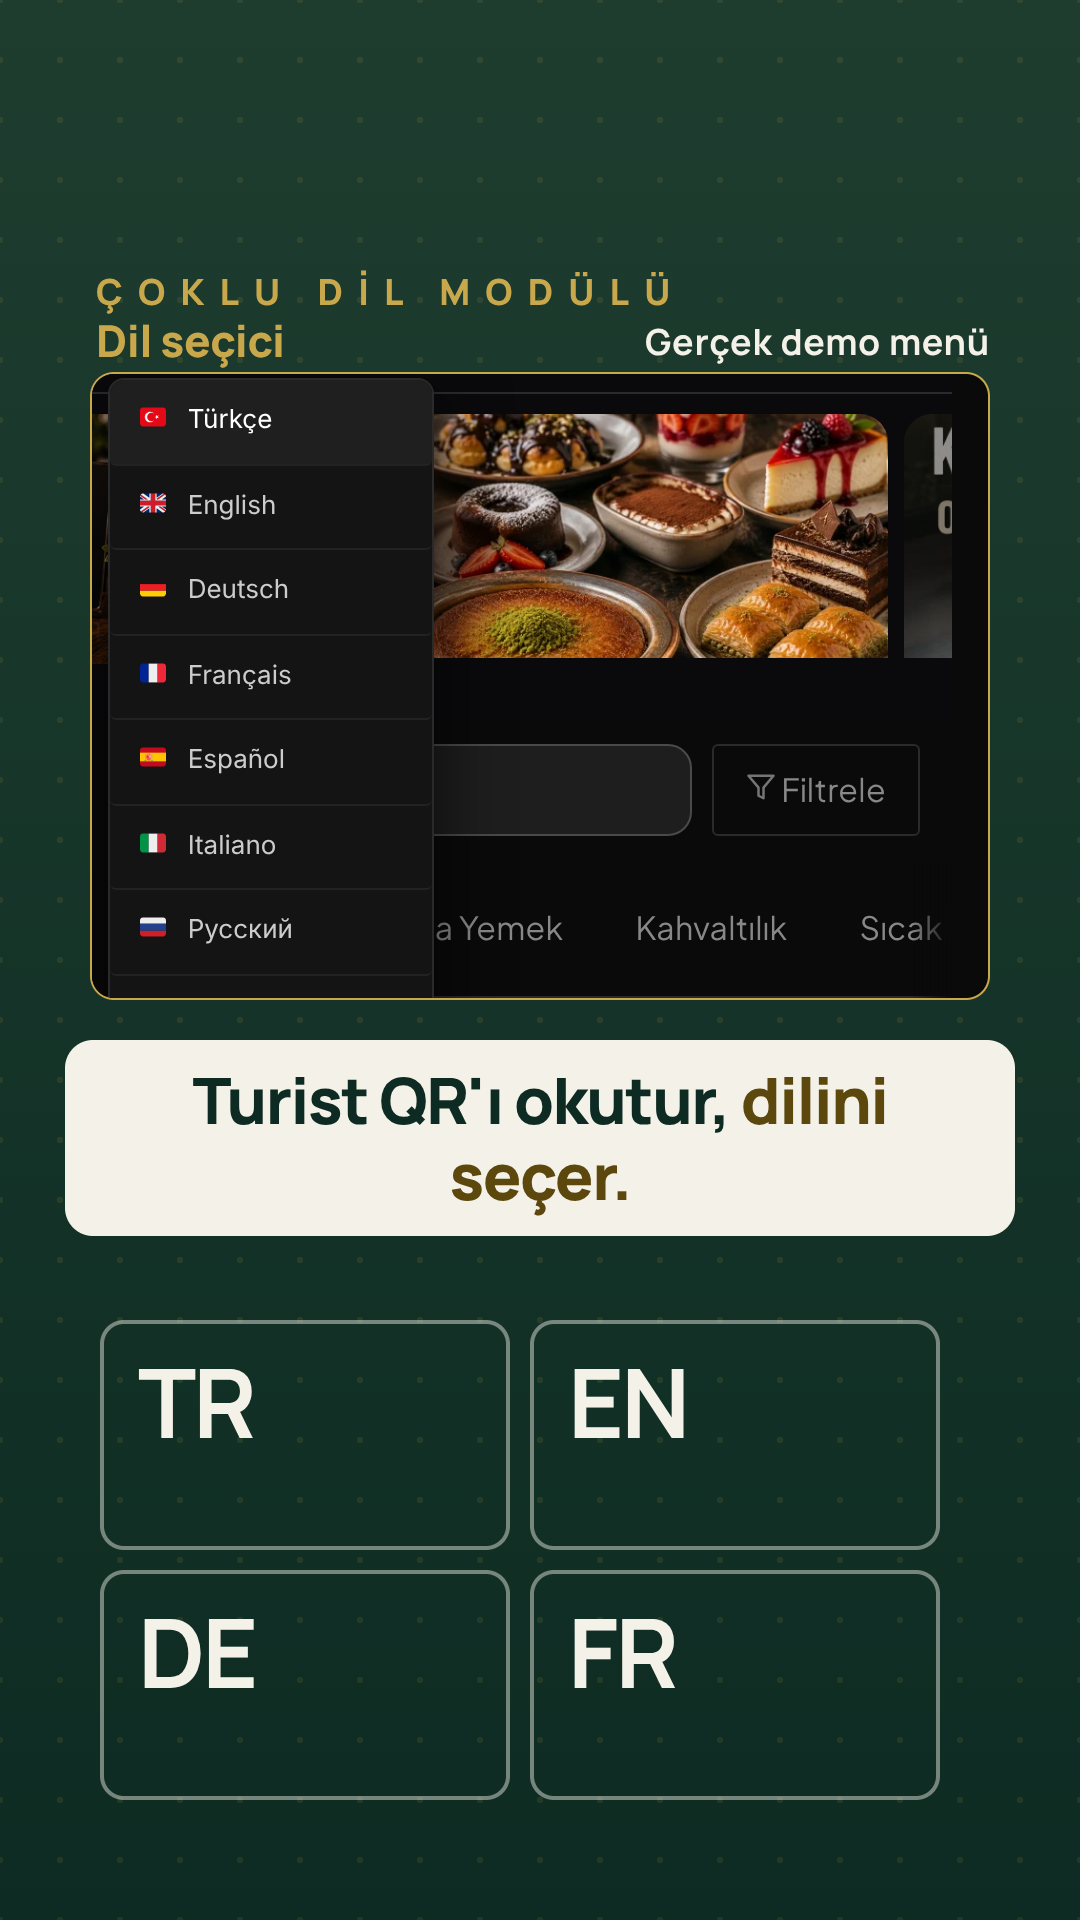 ÇOKLU DİL MODÜLÜ
Dil seçici
Gerçek demo menü
Türkçe
English
Deutsch
Français
Español
Italiano
Русский
Filtrele
Yemek
Kahvaltılık
Sıcak
Turist QR'ı okutur, dilini
seçer.
TR
EN
DE
FR